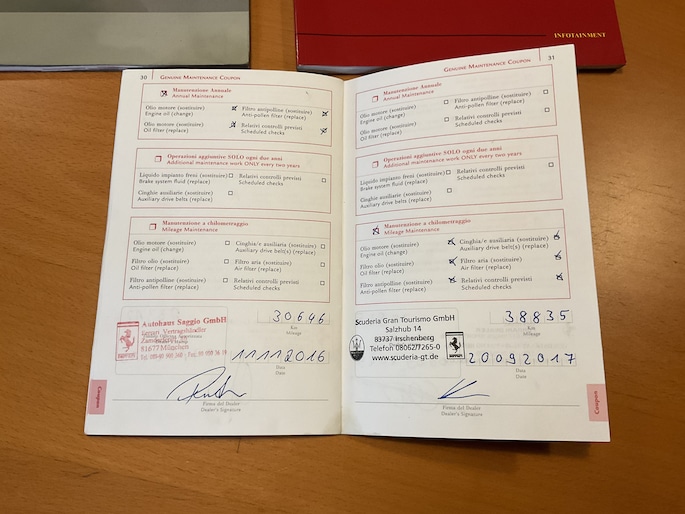 INFOTAINMENT
30 GENUINE MAINTENANCE COUPON
Manutenzione Annuale
Annual Maintenance
Olio motore (sostituire)
Engine oil (change)
Filtro antipolline (sostituire)
Anti-pollen filter (replace)
Olio motore (sostituire)
Oil filter (replace)
Relativi controlli previsti
Scheduled checks
Operazioni aggiuntive SOLO ogni due anni
Additional maintenance work ONLY every two years
Liquido impianto freni (sostituire)
Brake system fluid (replace)
Relativi controlli previsti
Scheduled checks
Cinghie ausiliarie (sostituire)
Auxiliary drive belts (replace)
Manutenzione a chilometraggio
Mileage Maintenance
Olio motore (sostituire)
Engine oil (change)
Cinghia/e ausiliaria (sostituire)
Auxiliary drive belt(s) (replace)
Filtro olio (sostituire)
Oil filter (replace)
Filtro aria (sostituire)
Air filter (replace)
Filtro antipolline (sostituire)
Anti-pollen filter (replace)
Relativi controlli previsti
Scheduled checks
Autohaus Saggio GmbH
Ferrari Vertragshändler
81677 München
30646
Km
Mileage
11112016
Data
Date
Firma del Dealer
Dealer's Signature
Coupon
GENUINE MAINTENANCE COUPON 31
Manutenzione Annuale
Annual Maintenance
Olio motore (sostituire)
Engine oil (change)
Filtro antipolline (sostituire)
Anti-pollen filter (replace)
Olio motore (sostituire)
Oil filter (replace)
Relativi controlli previsti
Scheduled checks
Operazioni aggiuntive SOLO ogni due anni
Additional maintenance work ONLY every two years
Liquido impianto freni (sostituire)
Brake system fluid (replace)
Relativi controlli previsti
Scheduled checks
Cinghie ausiliarie (sostituire)
Auxiliary drive belts (replace)
Manutenzione a chilometraggio
Mileage Maintenance
Olio motore (sostituire)
Engine oil (change)
Cinghia/e ausiliaria (sostituire)
Auxiliary drive belt(s) (replace)
Filtro olio (sostituire)
Oil filter (replace)
Filtro aria (sostituire)
Air filter (replace)
Filtro antipolline (sostituire)
Anti-pollen filter (replace)
Relativi controlli previsti
Scheduled checks
Scuderia Gran Tourismo GmbH
Salzhub 14
83737 Irschenberg
Telefon 08062/7265-0
www.scuderia-gt.de
38835
Km
Mileage
20092017
Data
Date
Firma del Dealer
Dealer's Signature
Coupon